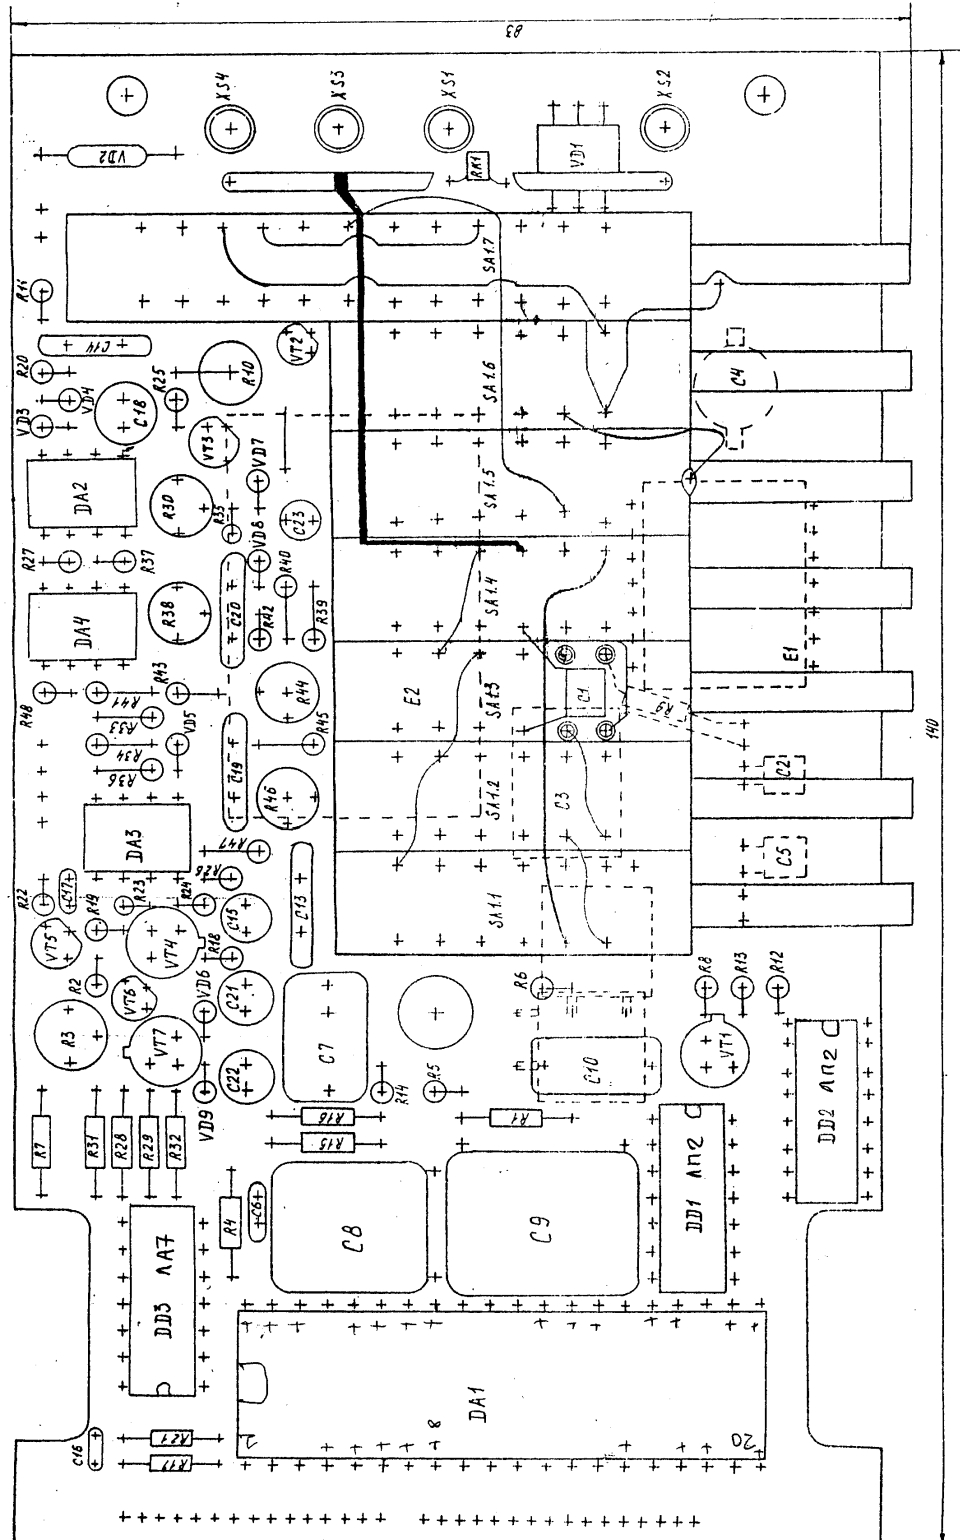 83
XS4
XS3
XS1
XS2
VD2
RK1
VD1
R11
SA1.7
C14
VT2
R20
R25
R10
SA1.6
C4
VD3
VD4
C18
VT3
VD7
DA2
R30
R35
C23
SA1.5
R27
R37
VD8
R40
DA4
R38
C20
R42
R39
SA1.4
E1
R48
R41
R43
R44
E2
SA1.3
C1
R9
140
R33
R34
VD5
R45
R36
C19
R46
SA1.2
C3
C2
DA3
R47
C5
R22
C17
R19
R23
R24
R26
C15
C13
SA1.1
VT5
VT4
R18
R2
VT6
VD6
C21
R6
R8
R13
R12
R3
VT7
C7
C22
C10
VT1
VD9
R14
R5
R7
R31
R28
R29
R32
R16
R15
R1
DD1 ЛП2
DD2 ЛП2
R4
C6
C8
C9
DD3 ЛА7
DA1
1
8
20
C16
R21
R17